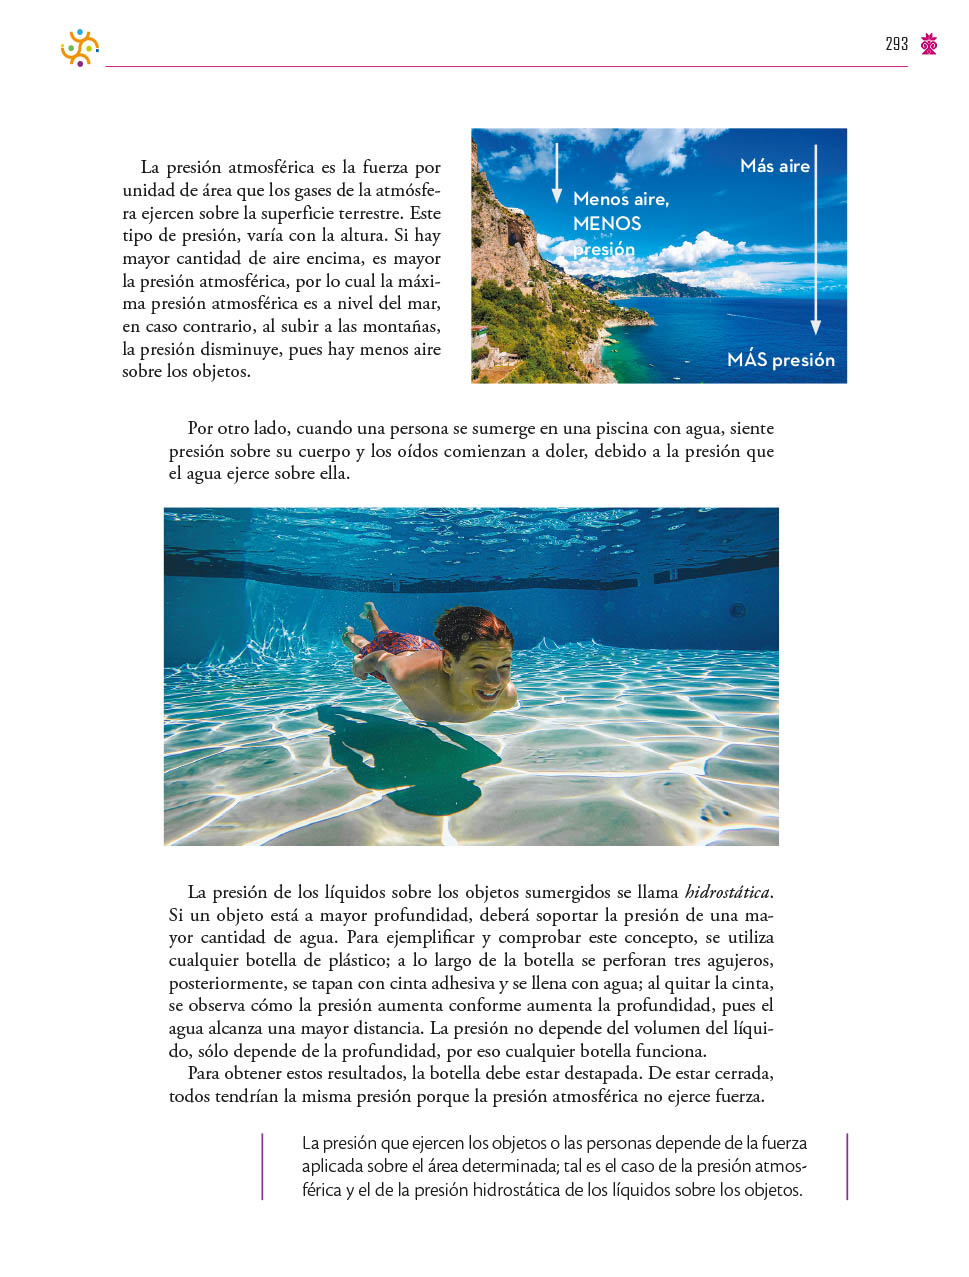 293
La presión atmosférica es la fuerza por
unidad de área que los gases de la atmósfe-
ra ejercen sobre la superficie terrestre. Este
tipo de presión, varía con la altura. Si hay
mayor cantidad de aire encima, es mayor
la presión atmosférica, por lo cual la máxi-
ma presión atmosférica es a nivel del mar,
en caso contrario, al subir a las montañas,
la presión disminuye, pues hay menos aire
sobre los objetos.
Menos aire,
MENOS
presión
Más aire
MÁS presión
Por otro lado, cuando una persona se sumerge en una piscina con agua, siente
presión sobre su cuerpo y los oídos comienzan a doler, debido a la presión que
el agua ejerce sobre ella.
La presión de los líquidos sobre los objetos sumergidos se llama hidrostática.
Si un objeto está a mayor profundidad, deberá soportar la presión de una ma-
yor cantidad de agua. Para ejemplificar y comprobar este concepto, se utiliza
cualquier botella de plástico; a lo largo de la botella se perforan tres agujeros,
posteriormente, se tapan con cinta adhesiva y se llena con agua; al quitar la cinta,
se observa cómo la presión aumenta conforme aumenta la profundidad, pues el
agua alcanza una mayor distancia. La presión no depende del volumen del líqui-
do, sólo depende de la profundidad, por eso cualquier botella funciona.
Para obtener estos resultados, la botella debe estar destapada. De estar cerrada,
todos tendrían la misma presión porque la presión atmosférica no ejerce fuerza.
La presión que ejercen los objetos o las personas depende de la fuerza
aplicada sobre el área determinada; tal es el caso de la presión atmos-
férica y el de la presión hidrostática de los líquidos sobre los objetos.